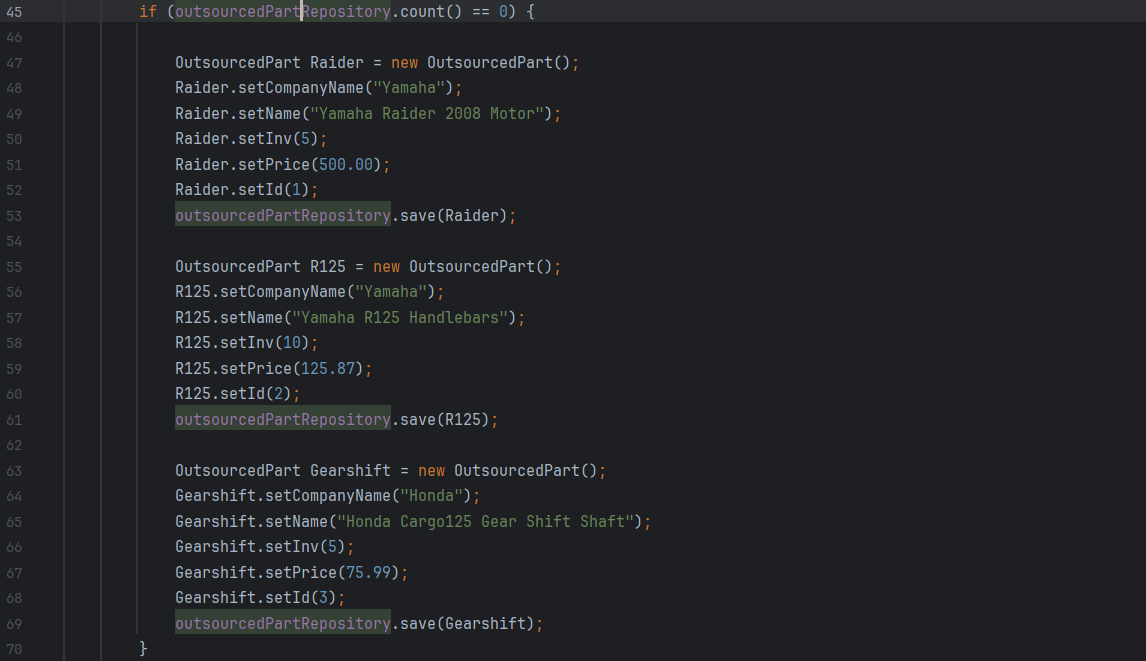 45 if (outsourcedPartRepository.count() == 0) {
46
47 OutsourcedPart Raider = new OutsourcedPart();
48 Raider.setCompanyName("Yamaha");
49 Raider.setName("Yamaha Raider 2008 Motor");
50 Raider.setInv(5);
51 Raider.setPrice(500.00);
52 Raider.setId(1);
53 outsourcedPartRepository.save(Raider);
54
55 OutsourcedPart R125 = new OutsourcedPart();
56 R125.setCompanyName("Yamaha");
57 R125.setName("Yamaha R125 Handlebars");
58 R125.setInv(10);
59 R125.setPrice(125.87);
60 R125.setId(2);
61 outsourcedPartRepository.save(R125);
62
63 OutsourcedPart Gearshift = new OutsourcedPart();
64 Gearshift.setCompanyName("Honda");
65 Gearshift.setName("Honda Cargo125 Gear Shift Shaft");
66 Gearshift.setInv(5);
67 Gearshift.setPrice(75.99);
68 Gearshift.setId(3);
69 outsourcedPartRepository.save(Gearshift);
70 }